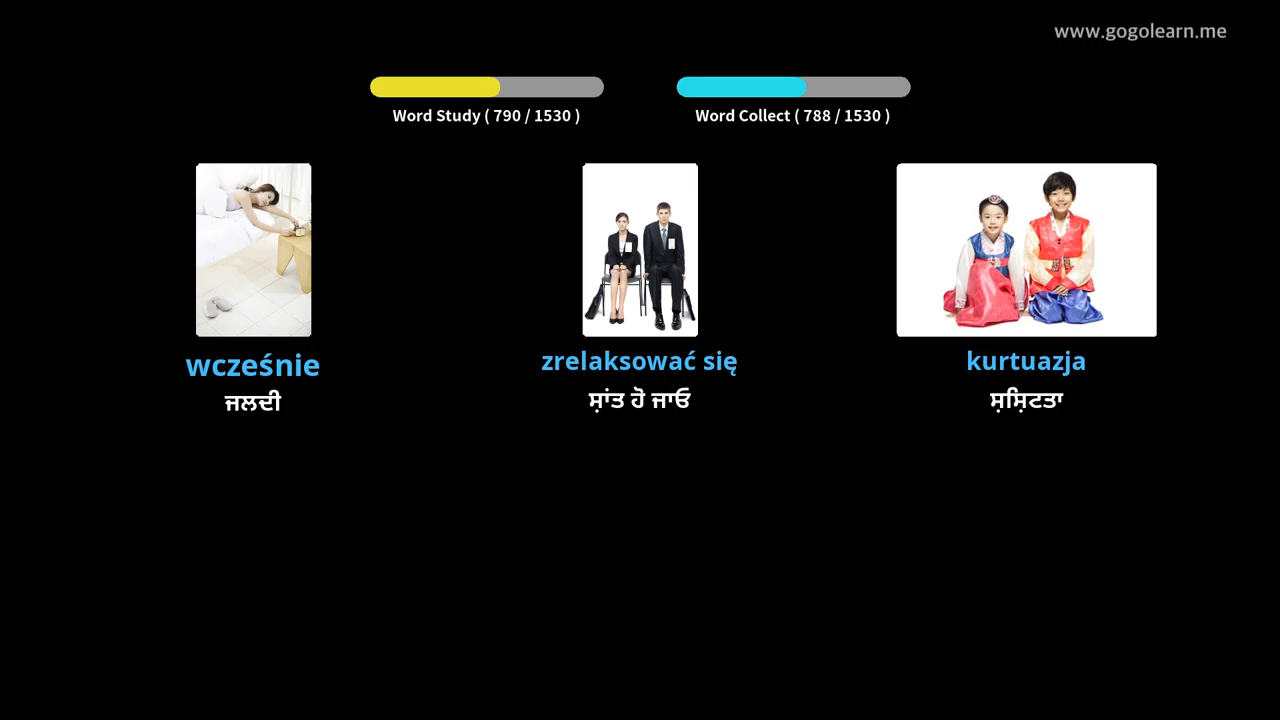 www.gogolearn.me
Word Study ( 790 / 1530 )
Word Collect ( 788 / 1530 )
wcześnie
ਜਲਦੀ
zrelaksować się
ਸ਼ਾਂਤ ਹੋ ਜਾਓ
kurtuazja
ਸ਼ਸ਼ਿਟਤਾ